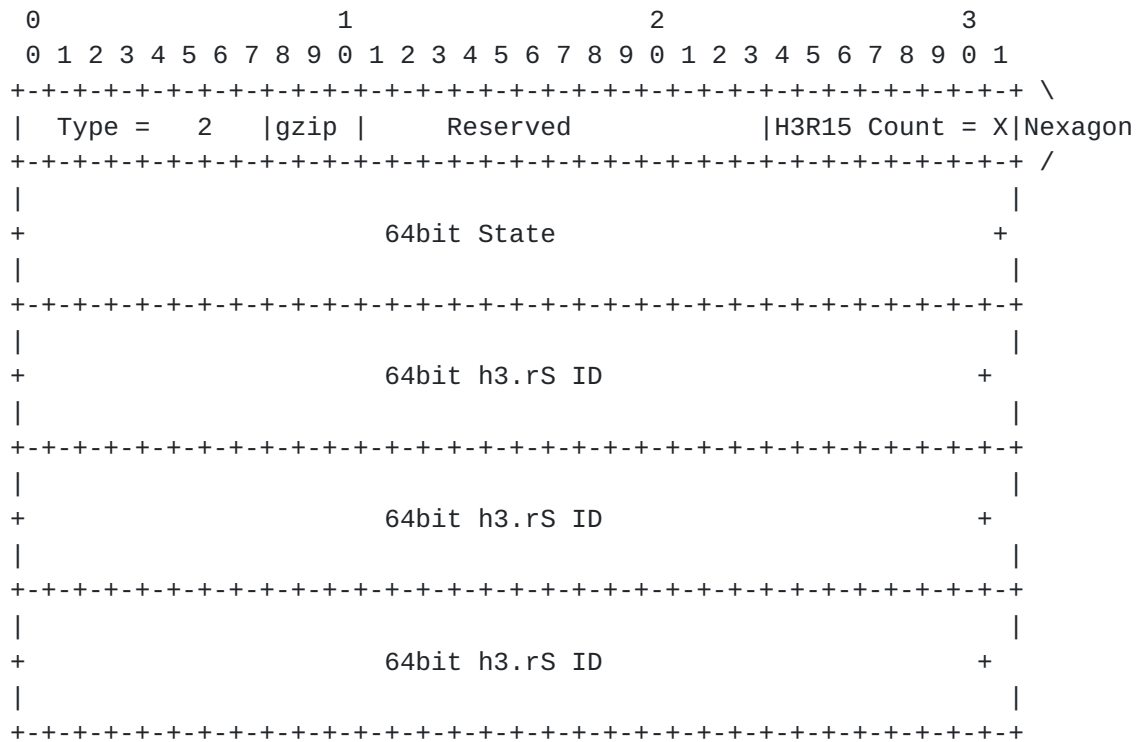 0                   1                   2                   3
 0 1 2 3 4 5 6 7 8 9 0 1 2 3 4 5 6 7 8 9 0 1 2 3 4 5 6 7 8 9 0 1
+-+-+-+-+-+-+-+-+-+-+-+-+-+-+-+-+-+-+-+-+-+-+-+-+-+-+-+-+-+-+-+-+ \
|  Type =   2   |gzip |     Reserved            |H3R15 Count = X|Nexagon
+-+-+-+-+-+-+-+-+-+-+-+-+-+-+-+-+-+-+-+-+-+-+-+-+-+-+-+-+-+-+-+-+ /
|                                                               |
+                       64bit State                            +
|                                                               |
+-+-+-+-+-+-+-+-+-+-+-+-+-+-+-+-+-+-+-+-+-+-+-+-+-+-+-+-+-+-+-+-+
|                                                               |
+                       64bit h3.rS ID                        +
|                                                               |
+-+-+-+-+-+-+-+-+-+-+-+-+-+-+-+-+-+-+-+-+-+-+-+-+-+-+-+-+-+-+-+-+
|                                                               |
+                       64bit h3.rS ID                        +
|                                                               |
+-+-+-+-+-+-+-+-+-+-+-+-+-+-+-+-+-+-+-+-+-+-+-+-+-+-+-+-+-+-+-+-+
|                                                               |
+                       64bit h3.rS ID                        +
|                                                               |
+-+-+-+-+-+-+-+-+-+-+-+-+-+-+-+-+-+-+-+-+-+-+-+-+-+-+-+-+-+-+-+-+